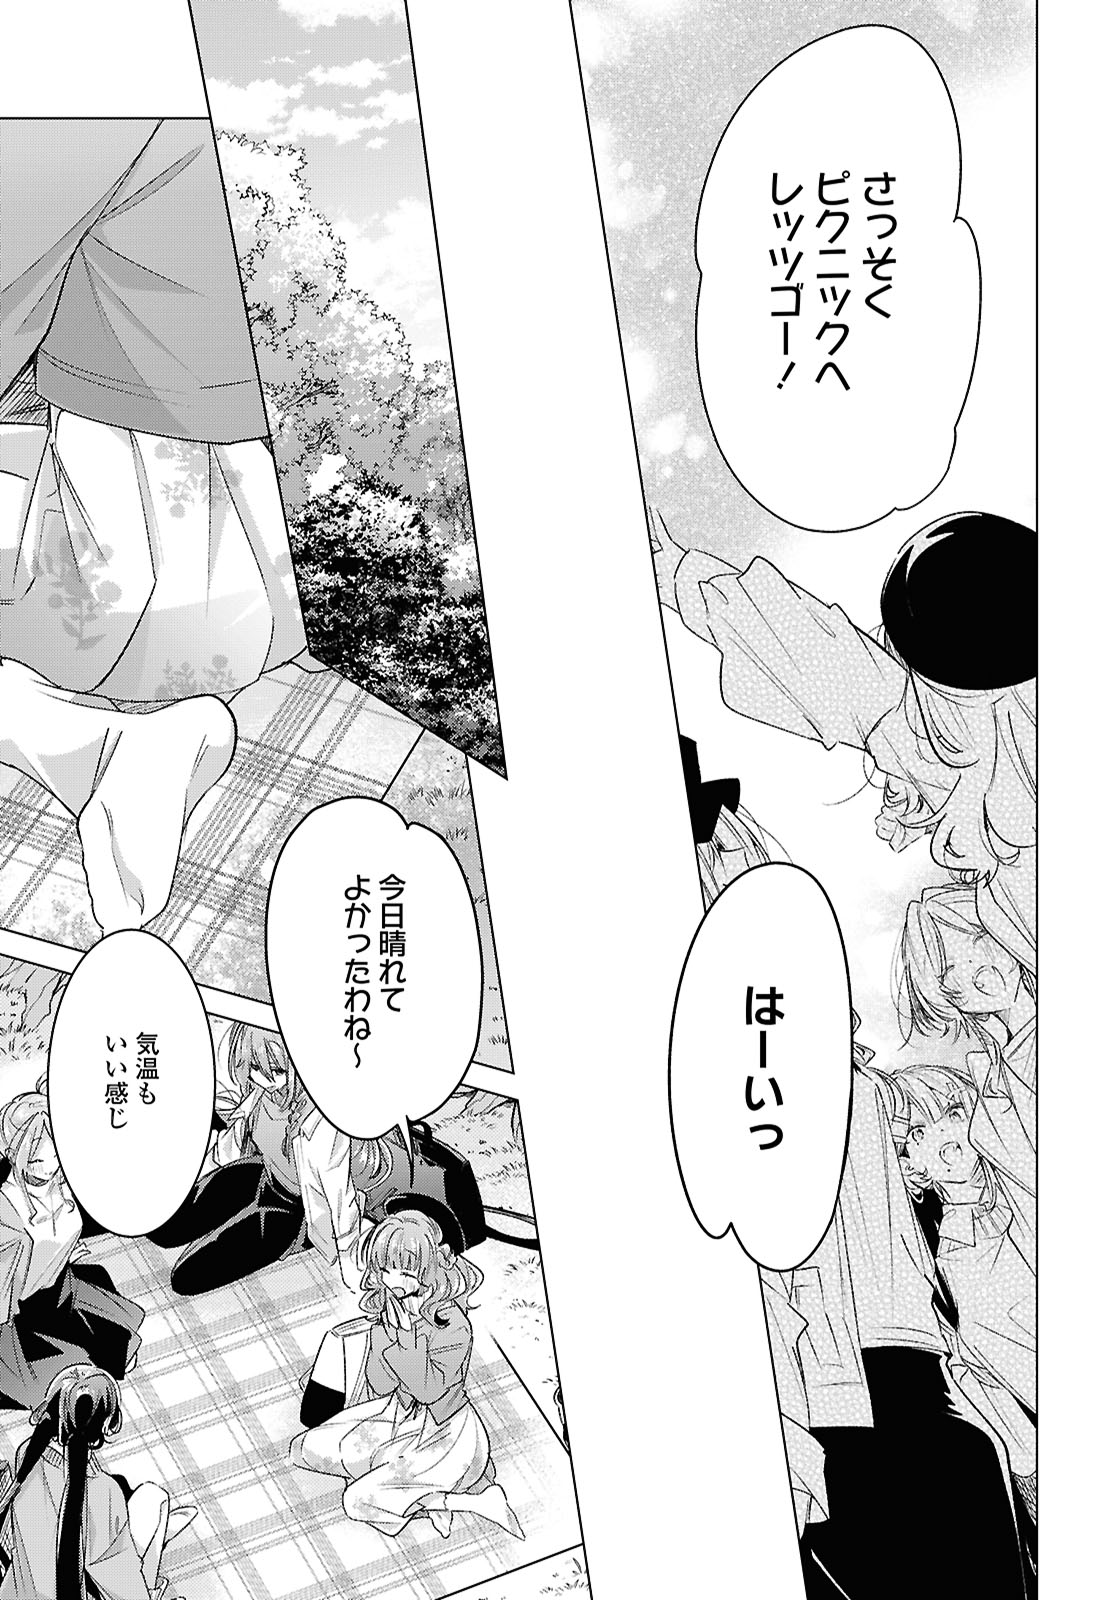 さっそく
ピクニックへ
レッツゴー!
はーいっ
今日晴れて
よかったわね～
気温も
いい感じ